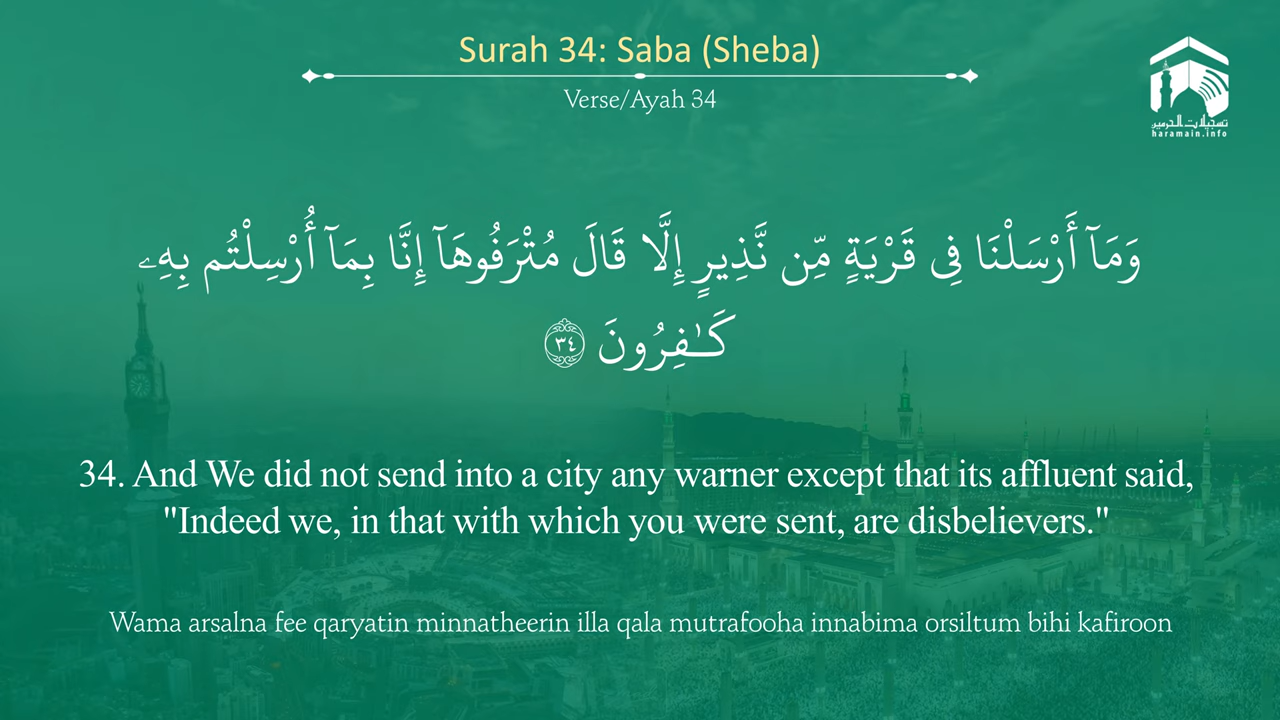 Surah 34: Saba (Sheba)
Verse/Ayah 34
تسجيلات الحرمين
haramain.info
وَمَآ أَرْسَلْنَا فِى قَرْيَةٍ مِّن نَّذِيرٍ إِلَّا قَالَ مُتْرَفُوهَآ إِنَّا بِمَآ أُرْسِلْتُم بِهِۦ
كَـٰفِرُونَ ٣٤
34. And We did not send into a city any warner except that its affluent said,
"Indeed we, in that with which you were sent, are disbelievers."
Wama arsalna fee qaryatin minnatheerin illa qala mutrafooha innabima orsiltum bihi kafiroon